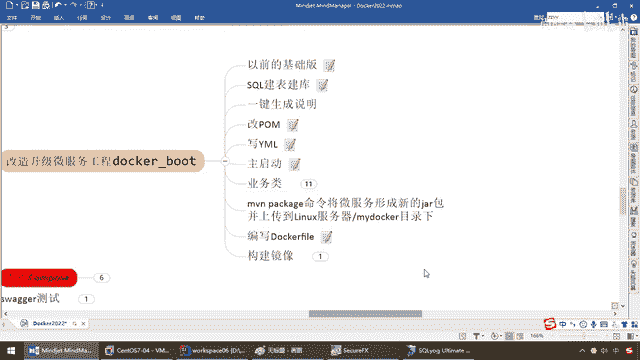 Mindjet MindManager - Docker2022.mmap
文件
开始
插入
设计
审阅
视图
高级
帮助
以前的基础版
SQL建表建库
一键生成说明
改POM
写YML
改造升级微服务工程docker_boot
主启动
业务类 11
mvn package命令将微服务形成新的jar包
并上传到Linux服务器/mydocker目录下
编写Dockerfile
构建镜像 1
6
swagger测试 1
Docker2022*
166%
Mindjet MindMa...
CentOS7-04 - VM...
workspace06 [D:\...
无标题 - 画图
SecureFX
SQLyog Ultimate ...